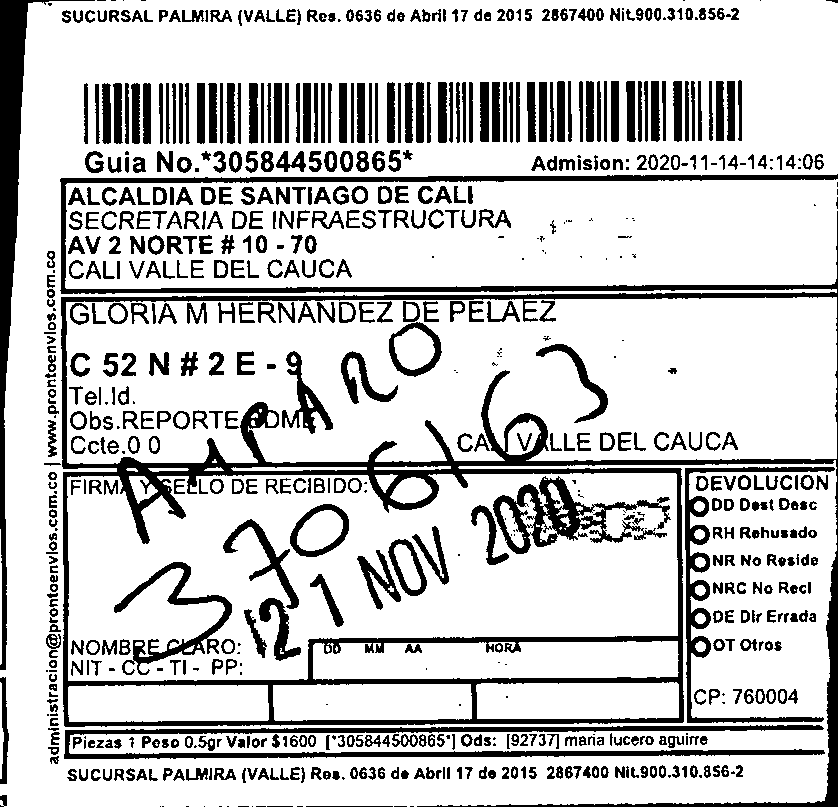 SUCURSAL PALMIRA (VALLE) Res. 0636 de Abril 17 de 2015 2867400 Nit.900.310.856-2
Guia No.*305844500865*
Admision: 2020-11-14-14:14:06
ALCALDIA DE SANTIAGO DE CALI
SECRETARIA DE INFRAESTRUCTURA
AV 2 NORTE # 10 - 70
CALI VALLE DEL CAUCA
GLORIA M HERNANDEZ DE PELAEZ
C 52 N # 2 E - 9
Tel.Id.
Obs.REPORTE
Ccte.0 0
CALI VALLE DEL CAUCA
AMPARO
3706163
FIRMA Y SELLO DE RECIBIDO:
21 NOV 2020
NOMBRE CLARO:
NIT - CC - TI - PP:
DD MM AA HORA
DEVOLUCION
DD Dest Desc
RH Rehusado
NR No Reside
NRC No Recl
DE Dir Errada
OT Otros
CP: 760004
Piezas 1 Peso 0.5gr Valor $1600 [*305844500865*] Ods: [92737] maria lucero aguirre
SUCURSAL PALMIRA (VALLE) Res. 0636 de Abril 17 de 2015 2867400 Nit.900.310.856-2
administracion@prontoenvios.com.co | www.prontoenvios.com.co